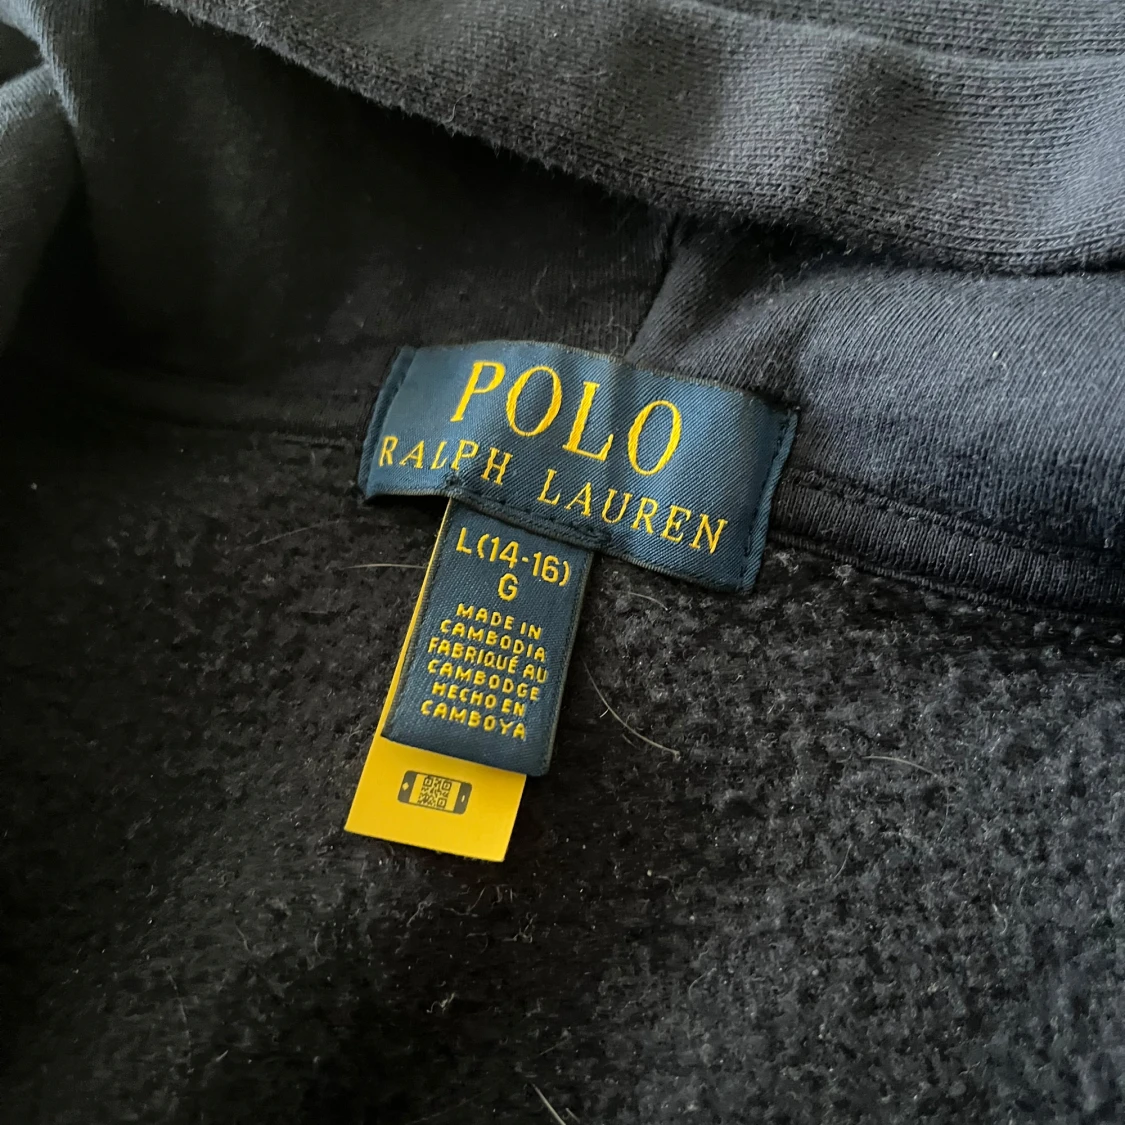 POLO
RALPH LAUREN
L(14-16)
G
MADE IN
CAMBODIA
FABRIQUÉ AU
CAMBODGE
HECHO EN
CAMBOYA